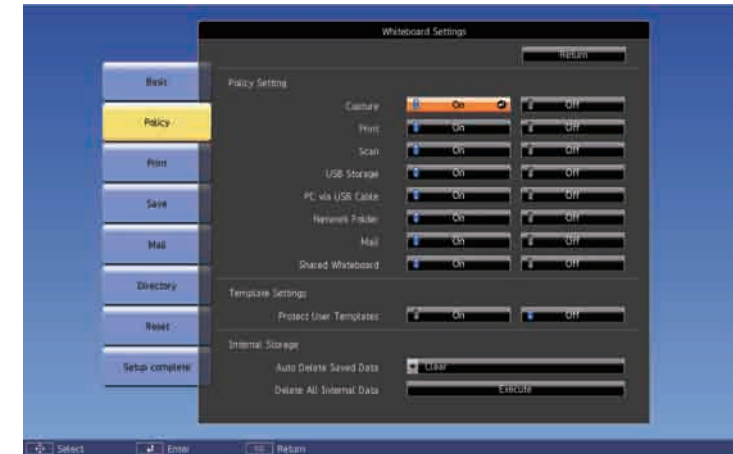 Whiteboard Settings
Return
Basic
Policy
Print
Save
Mail
Directory
Reset
Setup complete
Policy Setting
Capture On Off
Print On Off
Scan On Off
USB Storage On Off
PC via USB Cable On Off
Network Folder On Off
Mail On Off
Shared Whiteboard On Off
Template Settings
Protect User Templates On Off
Internal Storage
Auto Delete Saved Data Clear
Delete All Internal Data Execute
Select Enter Return